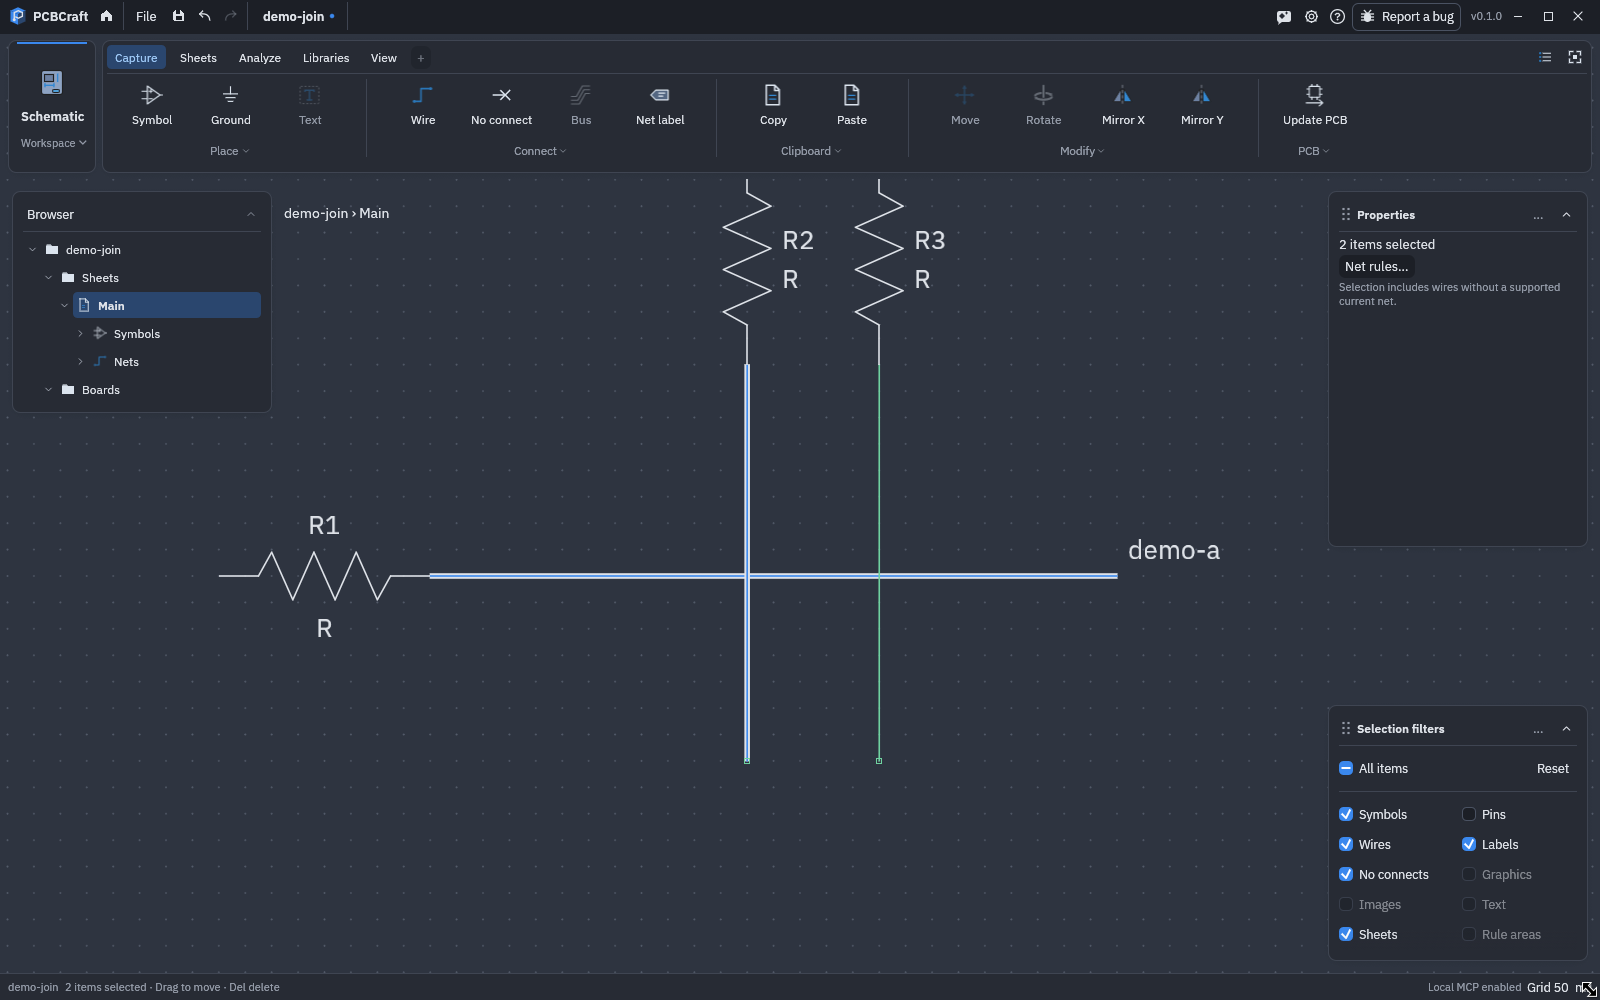 PCBCraft
File
demo-join
Report a bug
v0.1.0
Schematic
Workspace
Capture
Sheets
Analyze
Libraries
View
+
Symbol
Ground
Text
Place
Wire
No connect
Bus
Net label
Connect
Copy
Paste
Clipboard
Move
Rotate
Mirror X
Mirror Y
Modify
Update PCB
PCB
Browser
demo-join
Sheets
Main
Symbols
Nets
Boards
demo-join › Main
R2
R
R3
R
R1
R
demo-a
Properties
...
2 items selected
Net rules...
Selection includes wires without a supported
current net.
Selection filters
...
All items
Reset
Symbols
Pins
Wires
Labels
No connects
Graphics
Images
Text
Sheets
Rule areas
demo-join 2 items selected · Drag to move · Del delete
Local MCP enabled
Grid 50